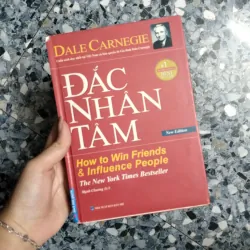 DALE CARNEGIE
ĐẮC
NHÂN
TÂM
New Edition
How to Win Friends
& Influence People
The New York Times Bestseller